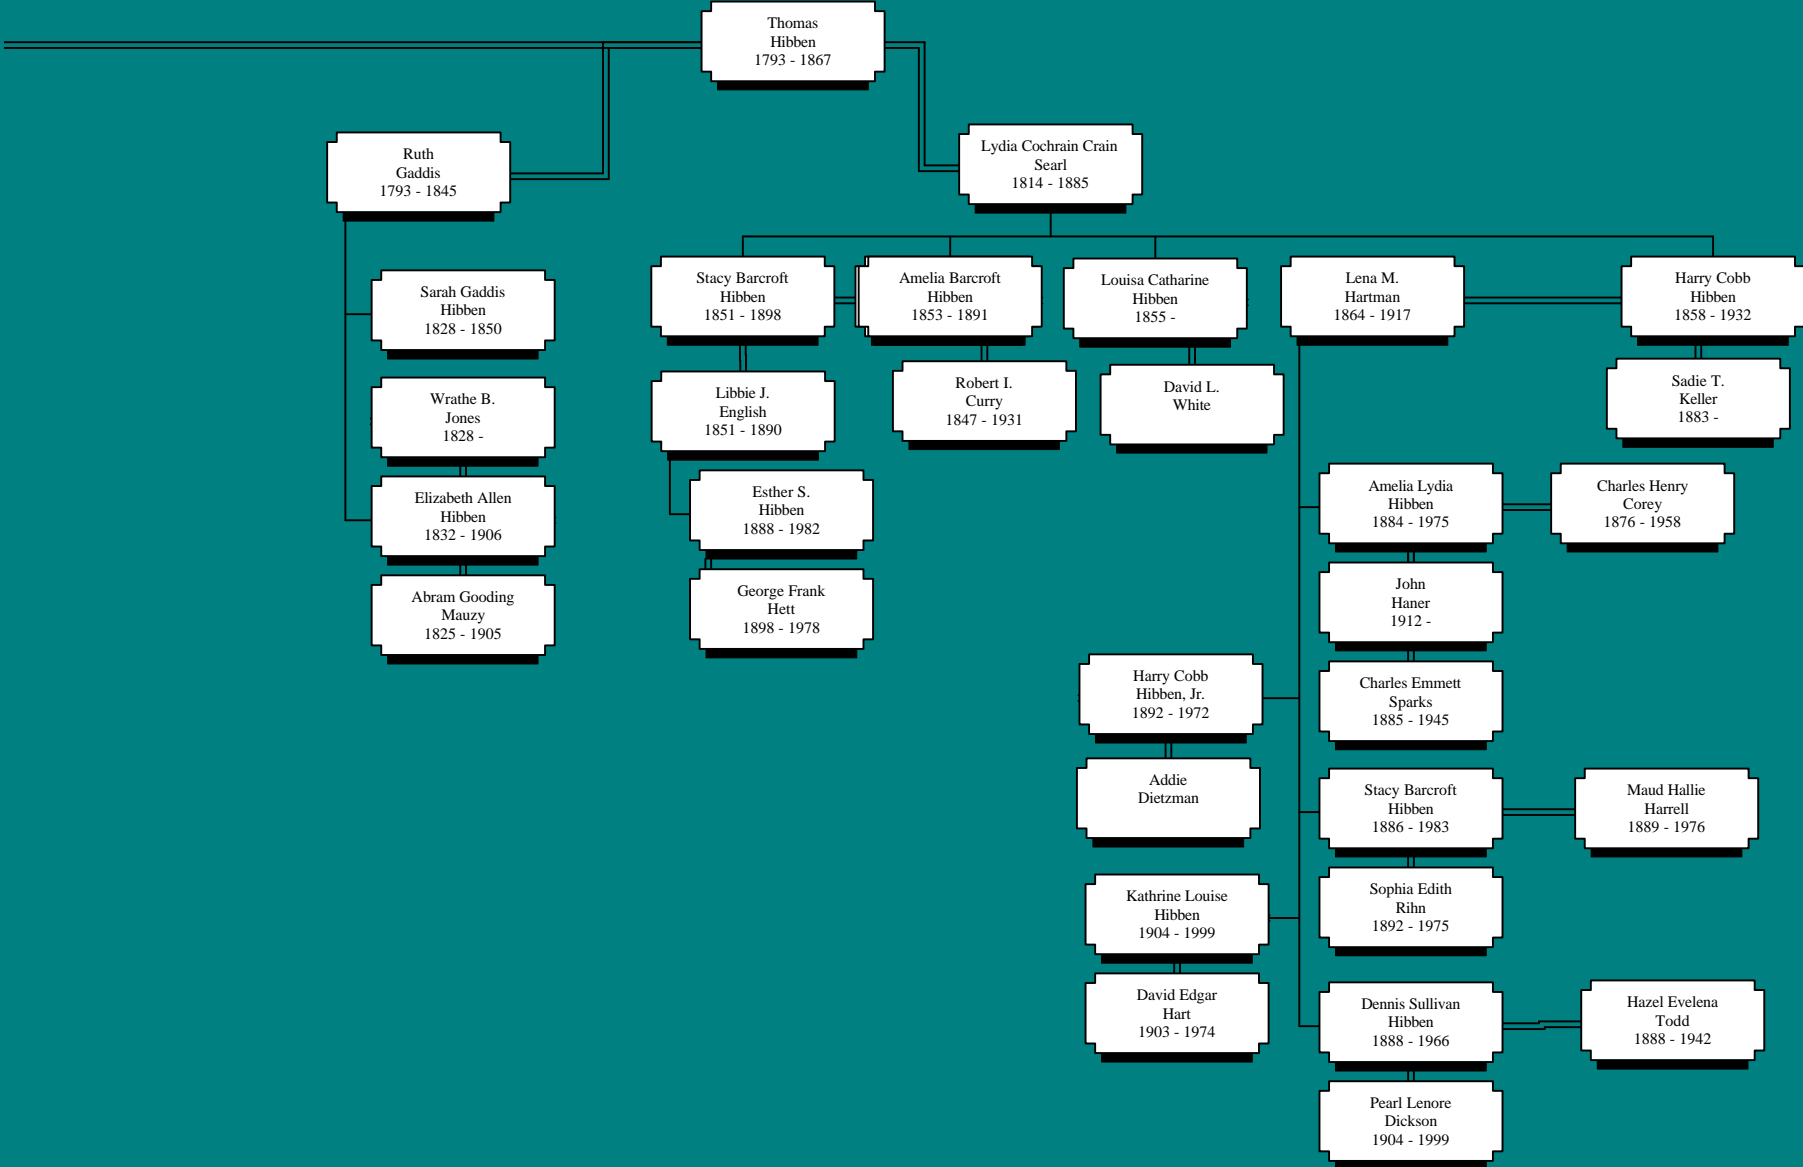 Thomas
Hibben
1793 - 1867
Ruth
Gaddis
1793 - 1845
Lydia Cochrain Crain
Searl
1814 - 1885
Sarah Gaddis
Hibben
1828 - 1850
Wrathe B.
Jones
1828 -
Elizabeth Allen
Hibben
1832 - 1906
Abram Gooding
Mauzy
1825 - 1905
Stacy Barcroft
Hibben
1851 - 1898
Libbie J.
English
1851 - 1890
Esther S.
Hibben
1888 - 1982
George Frank
Hett
1898 - 1978
Amelia Barcroft
Hibben
1853 - 1891
Robert I.
Curry
1847 - 1931
Louisa Catharine
Hibben
1855 -
David L.
White
Lena M.
Hartman
1864 - 1917
Harry Cobb
Hibben
1858 - 1932
Sadie T.
Keller
1883 -
Amelia Lydia
Hibben
1884 - 1975
Charles Henry
Corey
1876 - 1958
John
Haner
1912 -
Charles Emmett
Sparks
1885 - 1945
Harry Cobb
Hibben, Jr.
1892 - 1972
Addie
Dietzman
Stacy Barcroft
Hibben
1886 - 1983
Maud Hallie
Harrell
1889 - 1976
Sophia Edith
Rihn
1892 - 1975
Kathrine Louise
Hibben
1904 - 1999
David Edgar
Hart
1903 - 1974
Dennis Sullivan
Hibben
1888 - 1966
Hazel Evelena
Todd
1888 - 1942
Pearl Lenore
Dickson
1904 - 1999